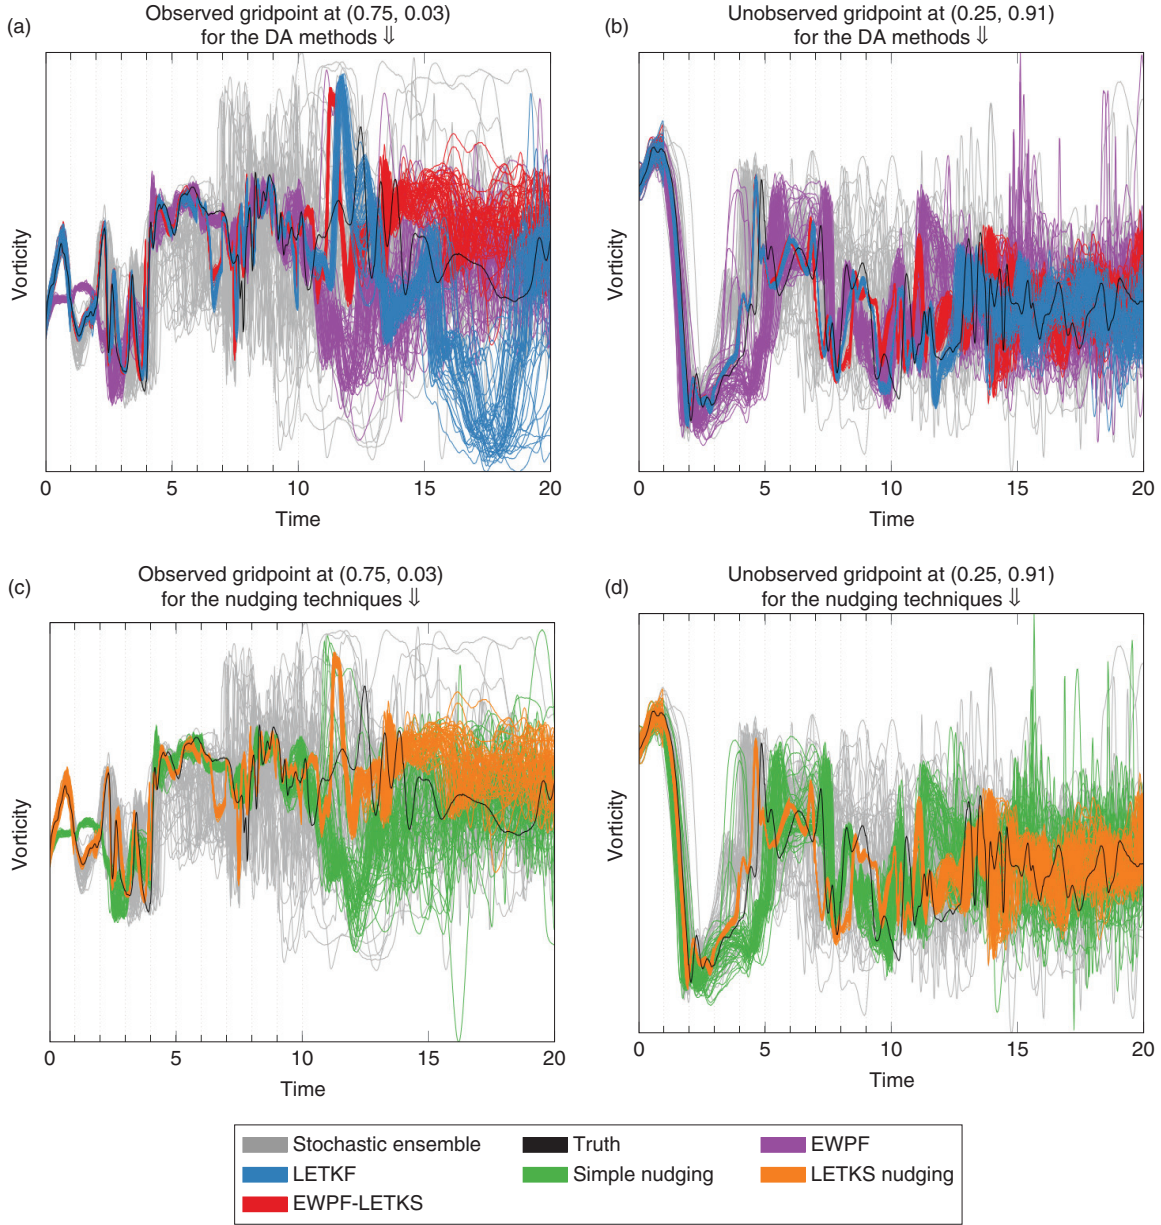 (a)
Observed gridpoint at (0.75, 0.03)
for the DA methods ⇓
Vorticity
0 5 10 15 20
Time
(b)
Unobserved gridpoint at (0.25, 0.91)
for the DA methods ⇓
Vorticity
0 5 10 15 20
Time
(c)
Observed gridpoint at (0.75, 0.03)
for the nudging techniques ⇓
Vorticity
0 5 10 15 20
Time
(d)
Unobserved gridpoint at (0.25, 0.91)
for the nudging techniques ⇓
Vorticity
0 5 10 15 20
Time
Stochastic ensemble Truth EWPF
LETKF Simple nudging LETKS nudging
EWPF-LETKS